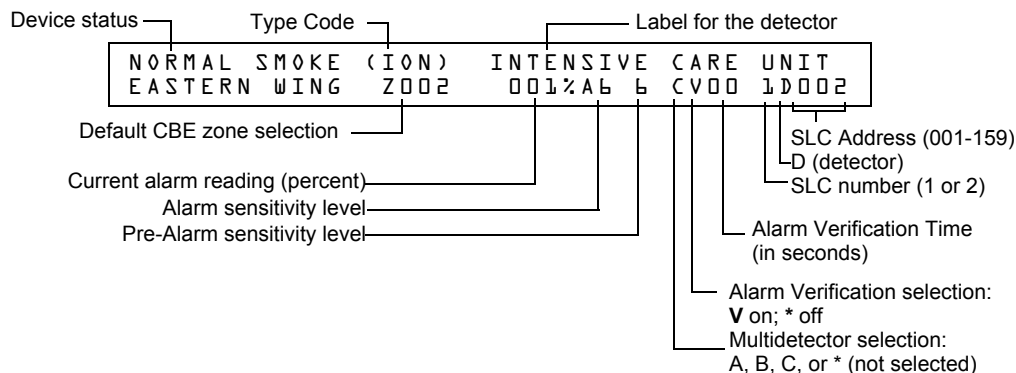 Device status
Type Code
Label for the detector
NORMAL SMOKE (ION) INTENSIVE CARE UNIT
EASTERN WING Z002 001%A6 6 CV00 1D002
Default CBE zone selection
SLC Address (001-159)
D (detector)
SLC number (1 or 2)
Current alarm reading (percent)
Alarm sensitivity level
Pre-Alarm sensitivity level
Alarm Verification Time
(in seconds)
Alarm Verification selection:
V on; * off
Multidetector selection:
A, B, C, or * (not selected)